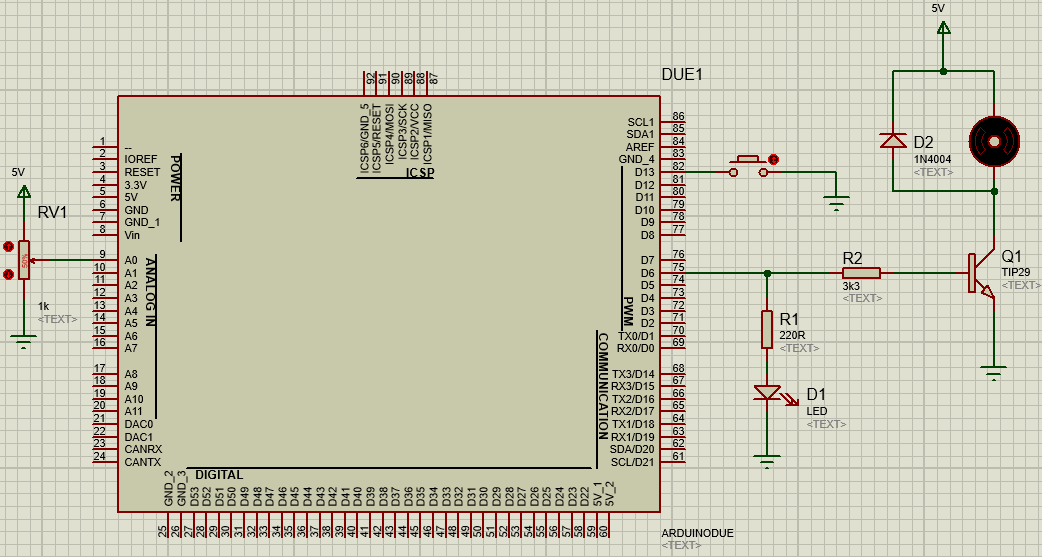 5V
DUE1
92
91
90
89
88
87
ICSP6/GND_5
ICSP5/RESET
ICSP4/MOSI
ICSP3/SCK
ICSP2/VCC
ICSP1/MISO
ICSP
1 --
2 IOREF
3 RESET
4 3.3V
5 5V
6 GND
7 GND_1
8 Vin
POWER
9 A0
10 A1
11 A2
12 A3
13 A4
14 A5
15 A6
16 A7
17 A8
18 A9
19 A10
20 A11
ANALOG IN
21 DAC0
22 DAC1
23 CANRX
24 CANTX
SCL1 86
SDA1 85
AREF 84
GND_4 83
D13 82
D12 81
D11 80
D10 79
D9 78
D8 77
D7 76
D6 75
D5 74
D4 73
D3 72
D2 71
TX0/D1 70
RX0/D0 69
PWM
TX3/D14 68
RX3/D15 67
TX2/D16 66
RX2/D17 65
TX1/D18 64
RX1/D19 63
SDA/D20 62
SCL/D21 61
COMMUNICATION
DIGITAL
GND_2 25
GND_3 26
D53 27
D52 28
D51 29
D50 30
D49 31
D48 32
D47 33
D46 34
D45 35
D44 36
D43 37
D42 38
D41 39
D40 40
D39 41
D38 42
D37 43
D36 44
D35 45
D34 46
D33 47
D32 48
D31 49
D30 50
D29 51
D28 52
D27 53
D26 54
D25 55
D24 56
D23 57
D22 58
5V_1 59
5V_2 60
ARDUINODUE
<TEXT>
5V
RV1
50%
1k
<TEXT>
D2
1N4004
<TEXT>
R2
3k3
<TEXT>
Q1
TIP29
<TEXT>
R1
220R
<TEXT>
D1
LED
<TEXT>